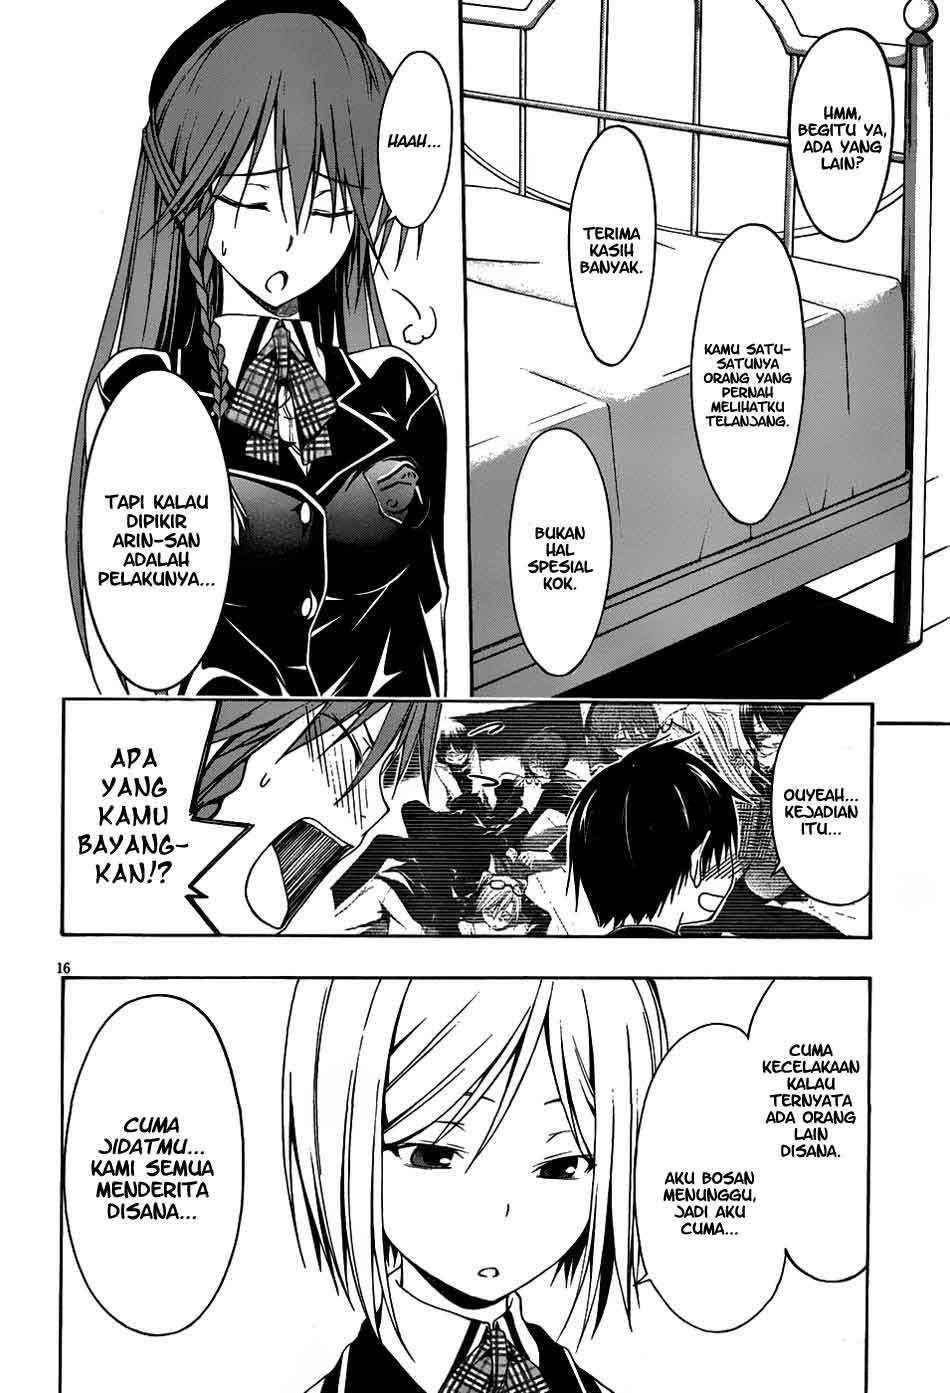 HMM,
BEGITU YA,
ADA YANG
LAIN?
KAMU SATU-
SATUNYA
ORANG YANG
PERNAH
MELIHATKU
TELANJANG.
TERIMA
KASIH
BANYAK.
BUKAN
HAL
SPESIAL
KOK.
HAAH...
TAPI KALAU
DIPIKIR
ARIN-SAN
ADALAH
PELAKUNYA...
OUYEAH...
KEJADIAN
ITU...
APA
YANG
KAMU
BAYANG-
KAN!?
16
CUMA
KECELAKAAN
KALAU
TERNYATA
ADA ORANG
LAIN
DISANA.
AKU BOSAN
MENUNGGU,
JADI AKU
CUMA...
CUMA
JIDATMU...
KAMI SEMUA
MENDERITA
DISANA...